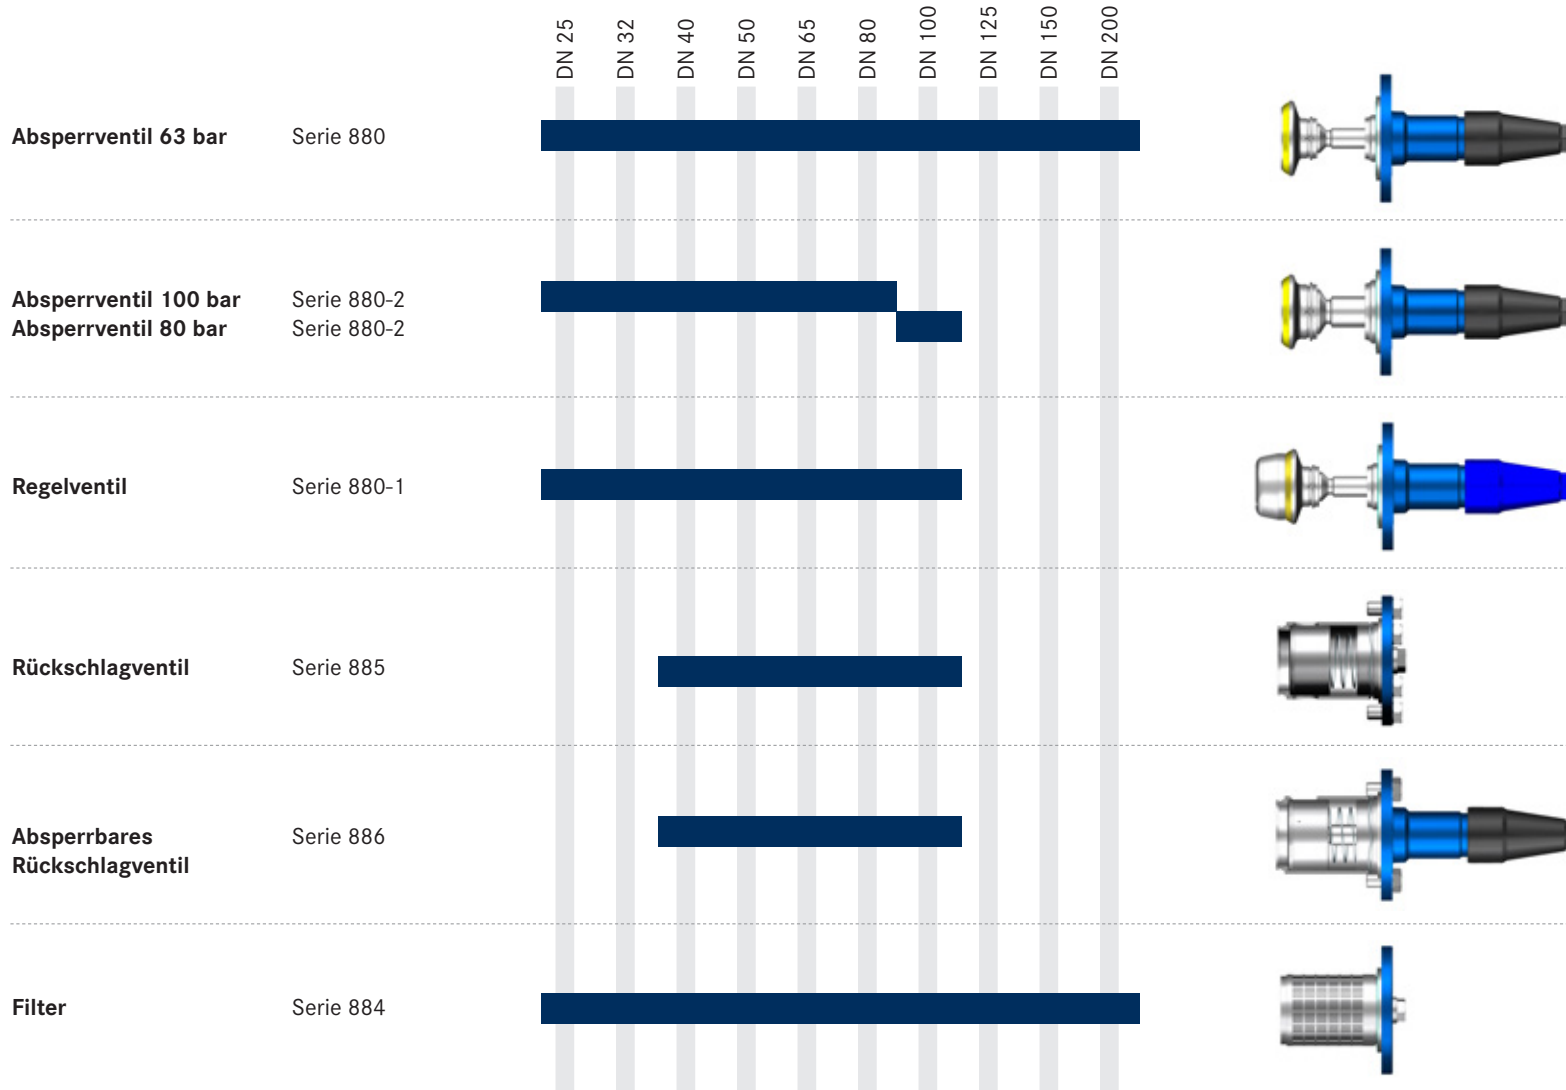 DN 25
DN 32
DN 40
DN 50
DN 65
DN 80
DN 100
DN 125
DN 150
DN 200
Absperrventil 63 bar Serie 880
Absperrventil 100 bar Serie 880-2
Absperrventil 80 bar Serie 880-2
Regelventil Serie 880-1
Rückschlagventil Serie 885
Absperrbares Serie 886
Rückschlagventil
Filter Serie 884